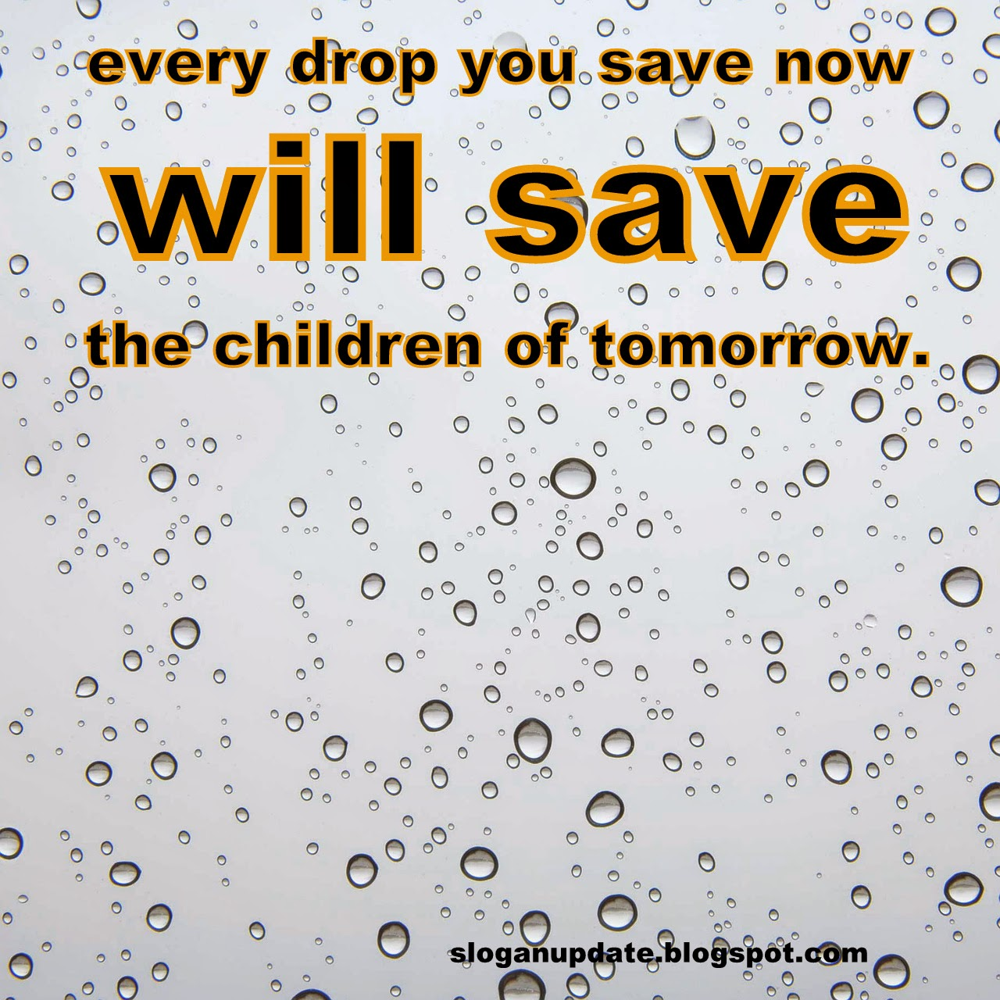 every drop you save now
will save
the children of tomorrow.
sloganupdate.blogspot.com